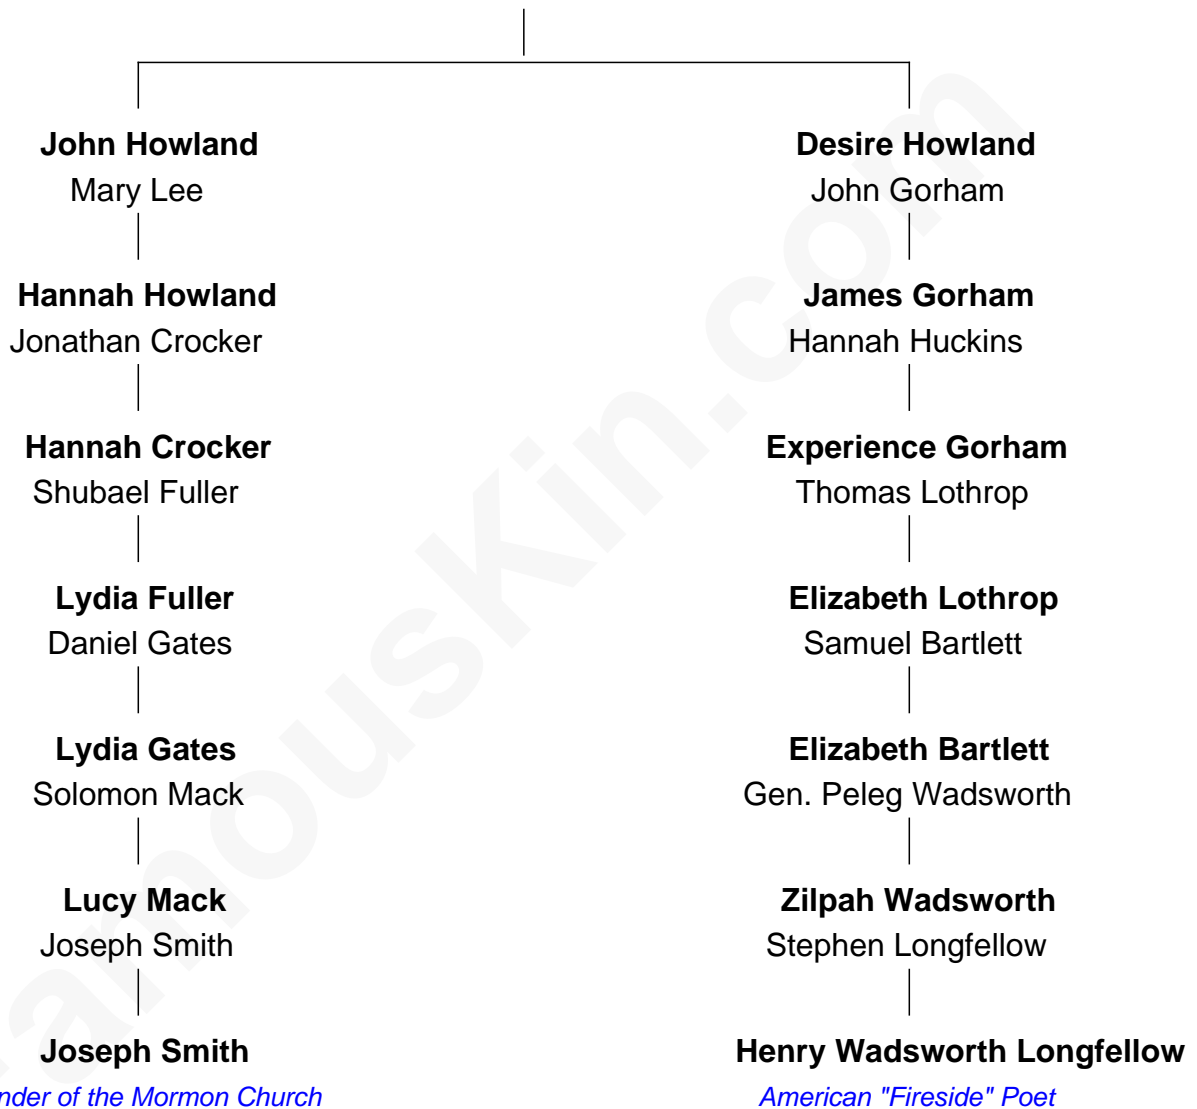 John Howland
Mary Lee
Desire Howland
John Gorham
Hannah Howland
Jonathan Crocker
James Gorham
Hannah Huckins
Hannah Crocker
Shubael Fuller
Experience Gorham
Thomas Lothrop
Lydia Fuller
Daniel Gates
Elizabeth Lothrop
Samuel Bartlett
Lydia Gates
Solomon Mack
Elizabeth Bartlett
Gen. Peleg Wadsworth
Lucy Mack
Joseph Smith
Zilpah Wadsworth
Stephen Longfellow
Joseph Smith
nder of the Mormon Church
Henry Wadsworth Longfellow
American "Fireside" Poet
amousKin.com